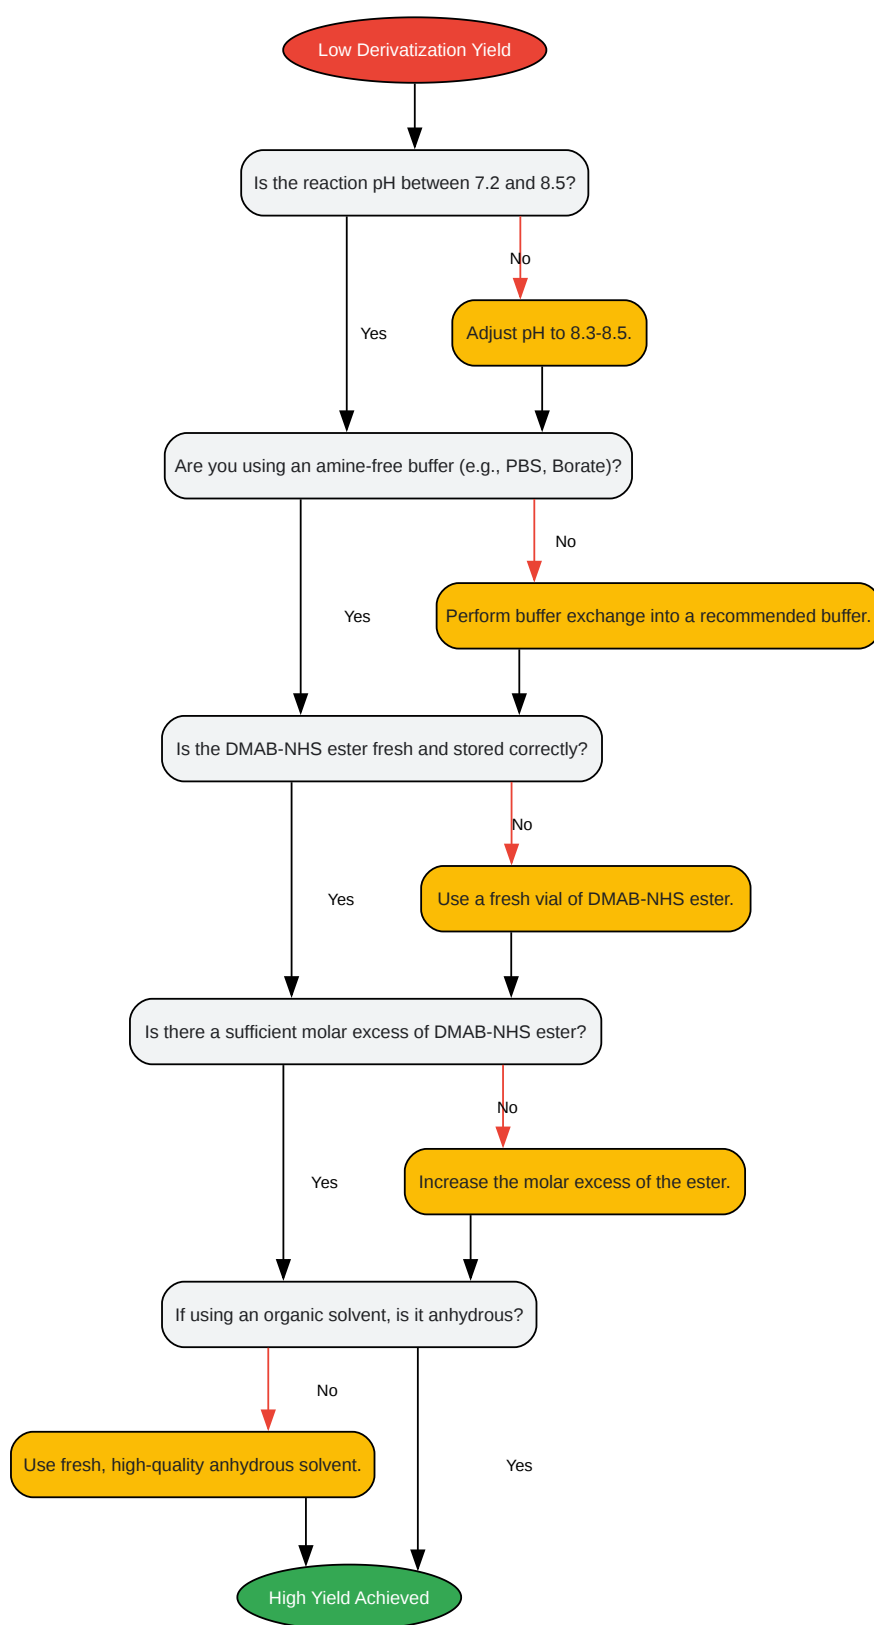 Low Derivatization Yield
Is the reaction pH between 7.2 and 8.5?
No
Adjust pH to 8.3-8.5.
Yes
Are you using an amine-free buffer (e.g., PBS, Borate)?
No
Perform buffer exchange into a recommended buffer.
Yes
Is the DMAB-NHS ester fresh and stored correctly?
No
Use a fresh vial of DMAB-NHS ester.
Yes
Is there a sufficient molar excess of DMAB-NHS ester?
No
Increase the molar excess of the ester.
Yes
If using an organic solvent, is it anhydrous?
No
Use fresh, high-quality anhydrous solvent.
Yes
High Yield Achieved